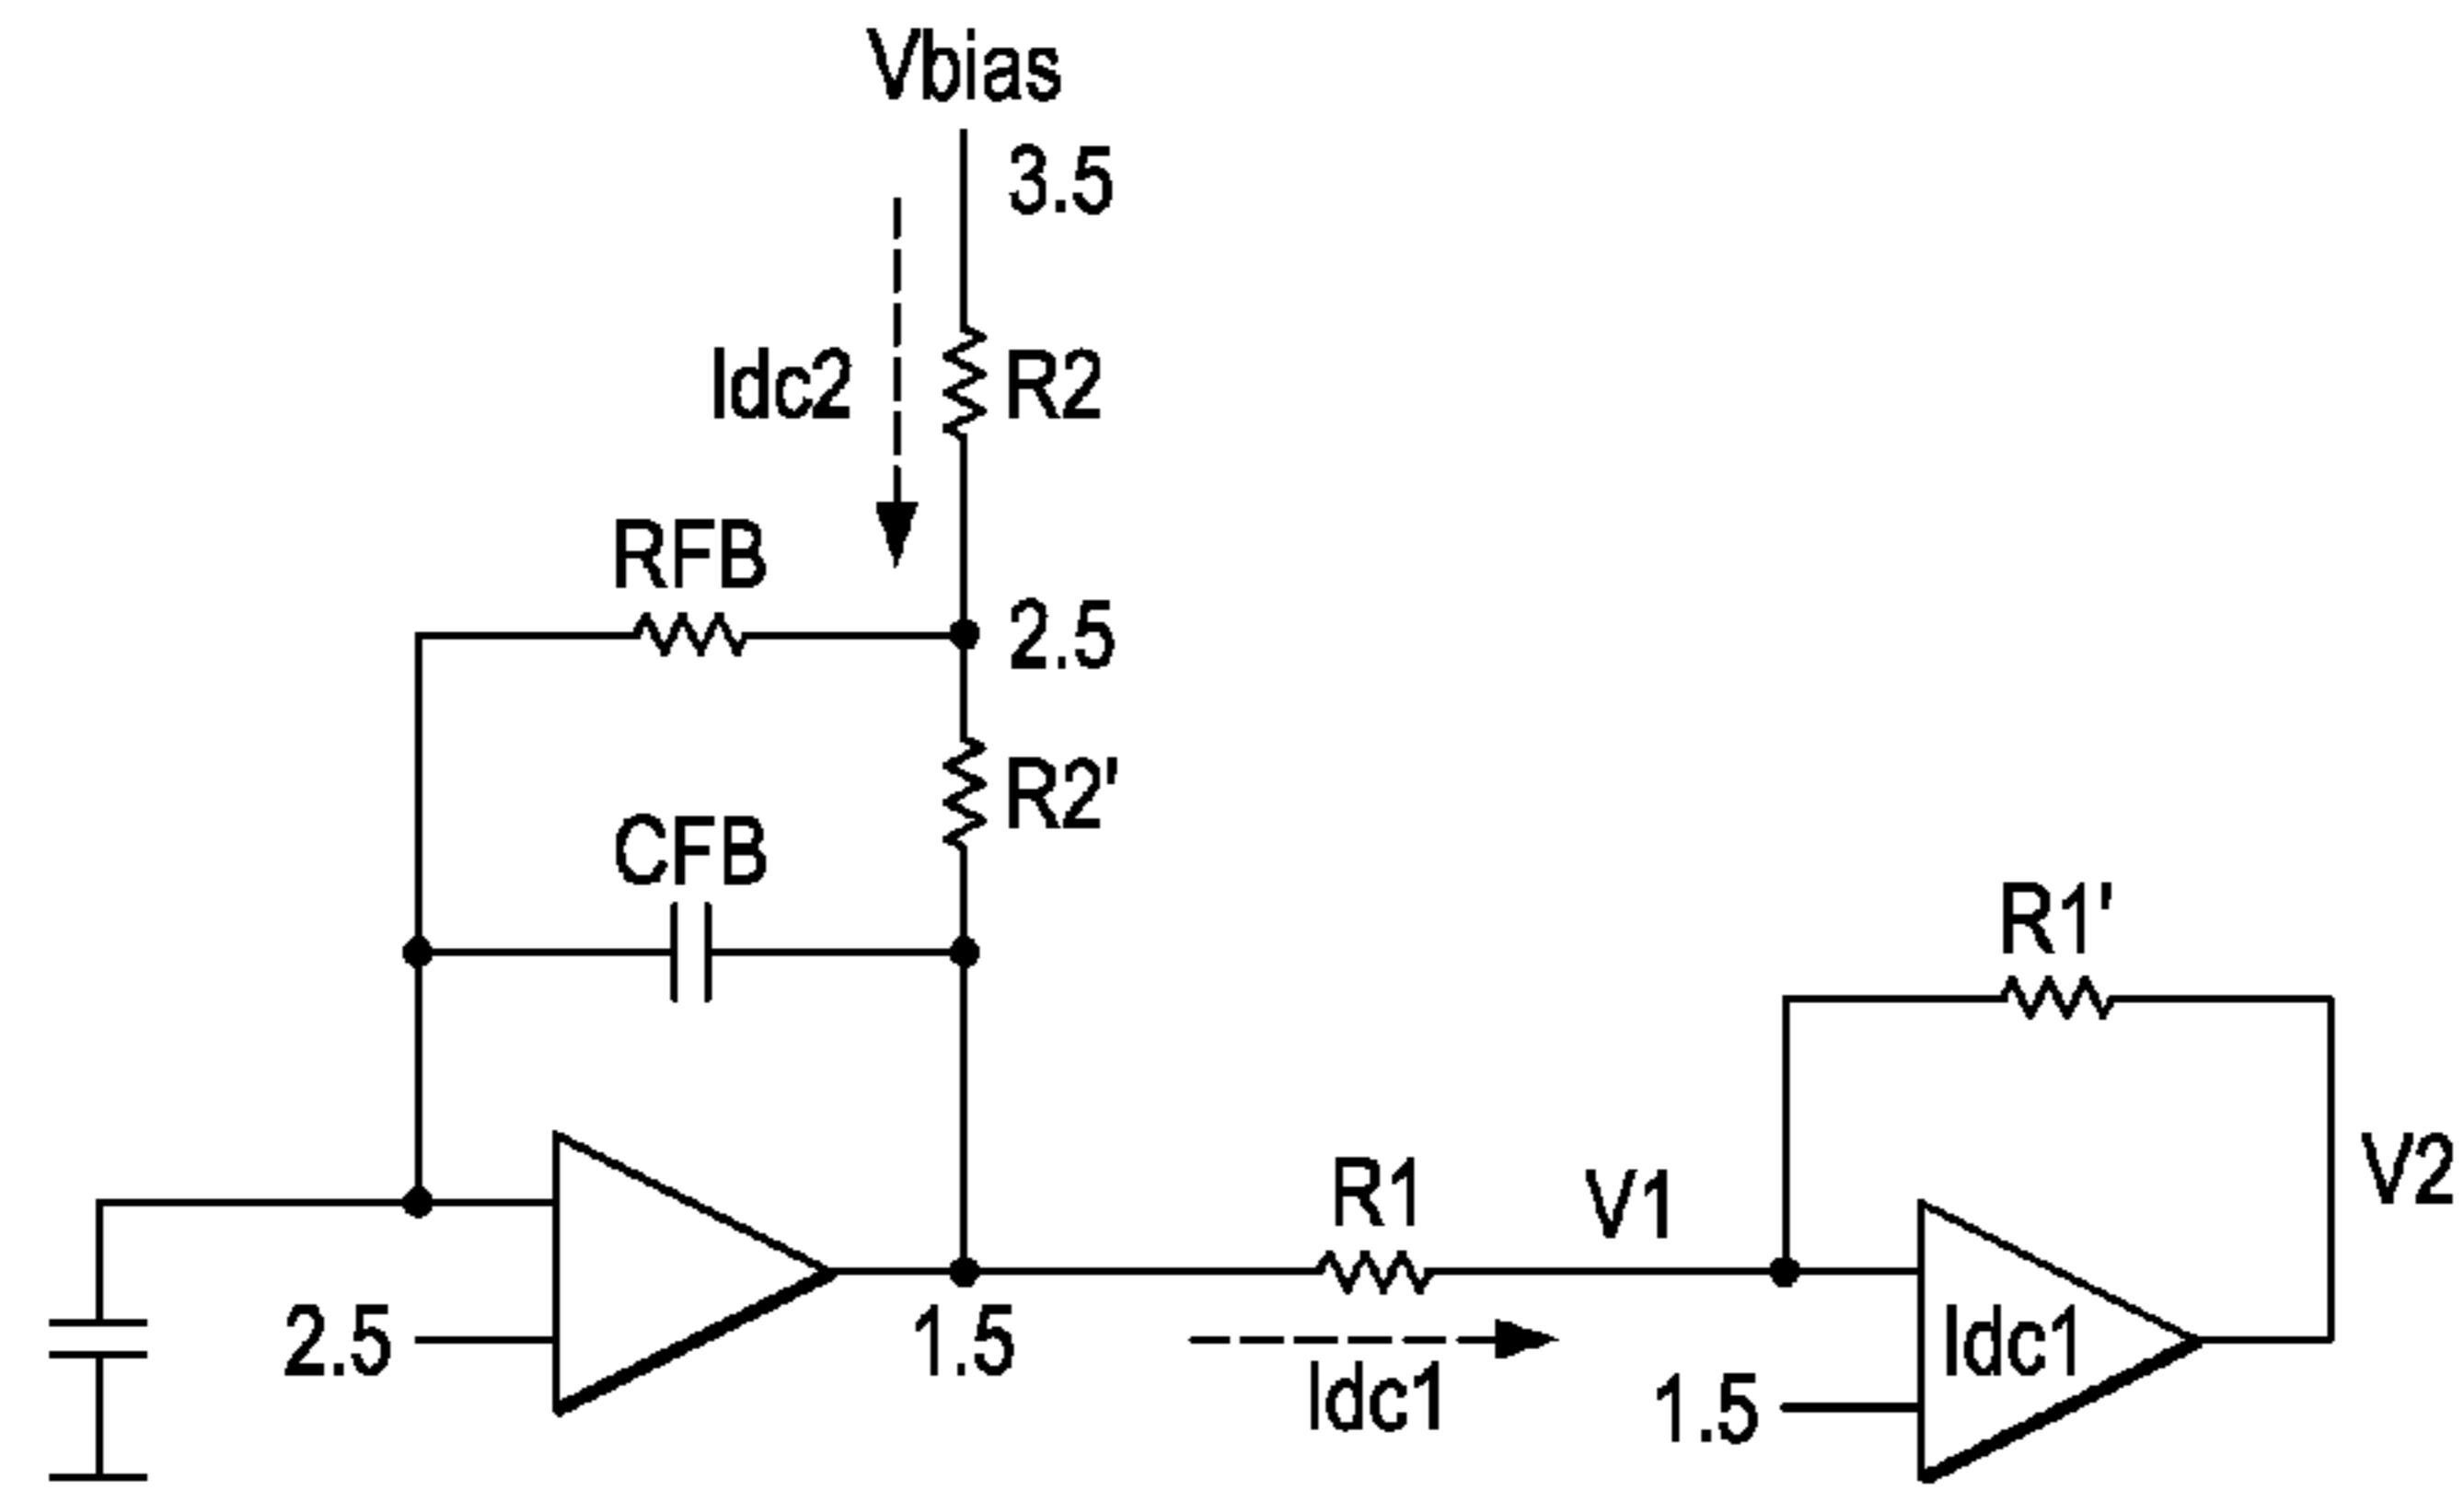 Vbias
3.5
Idc2
R2
RFB
2.5
R2'
CFB
R1'
R1
V1
V2
2.5
1.5
Idc1
Idc1
1.5